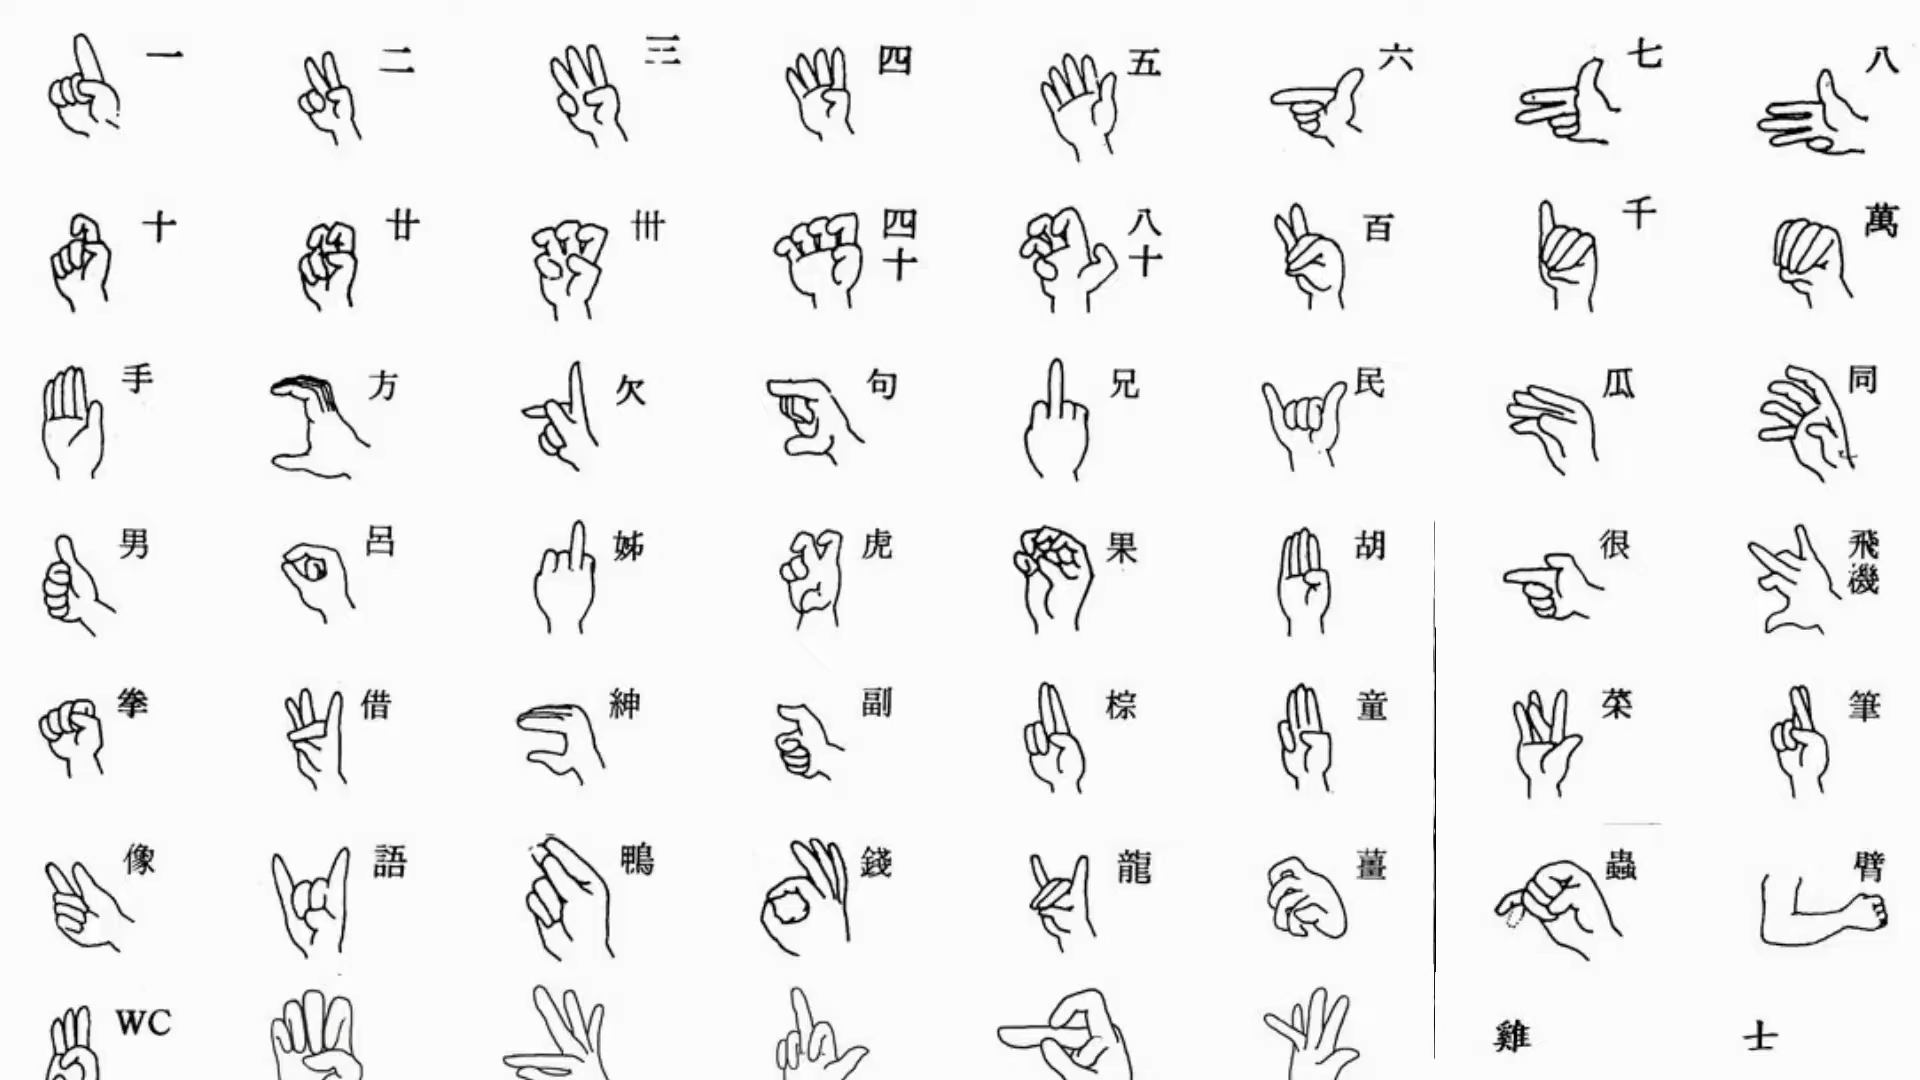 一 二 三 四 五 六 七 八
十 廿 卅 四十 八十 百 千 萬
手 方 欠 句 兄 民 瓜 同
男 呂 姊 虎 果 胡 很 飛機
拳 借 紳 副 棕 童 菜 筆
像 語 鴨 錢 龍 薑 蟲 臂
WC 雞 士